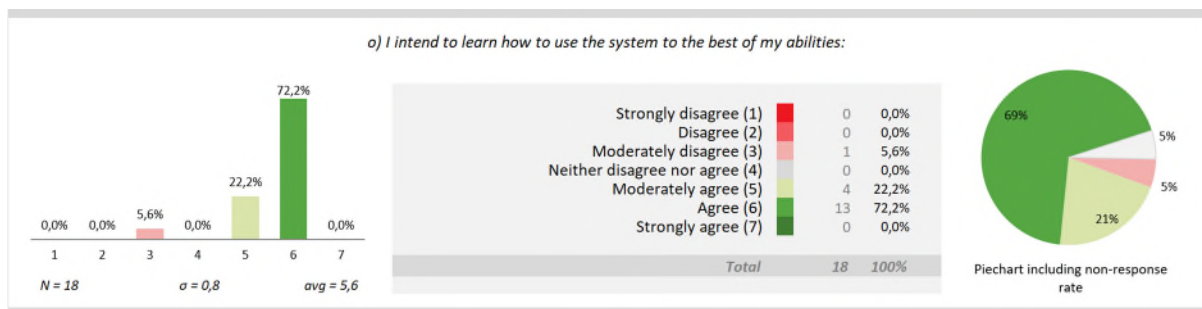 o) I intend to learn how to use the system to the best of my abilities:
72,2%
22,2%
5,6%
0,0% 0,0% 0,0% 0,0%
1 2 3 4 5 6 7
N = 18 σ = 0,8 avg = 5,6
Strongly disagree (1) 0 0,0%
Disagree (2) 0 0,0%
Moderately disagree (3) 1 5,6%
Neither disagree nor agree (4) 0 0,0%
Moderately agree (5) 4 22,2%
Agree (6) 13 72,2%
Strongly agree (7) 0 0,0%
Total 18 100%
69%
5%
5%
21%
Piechart including non-response
rate